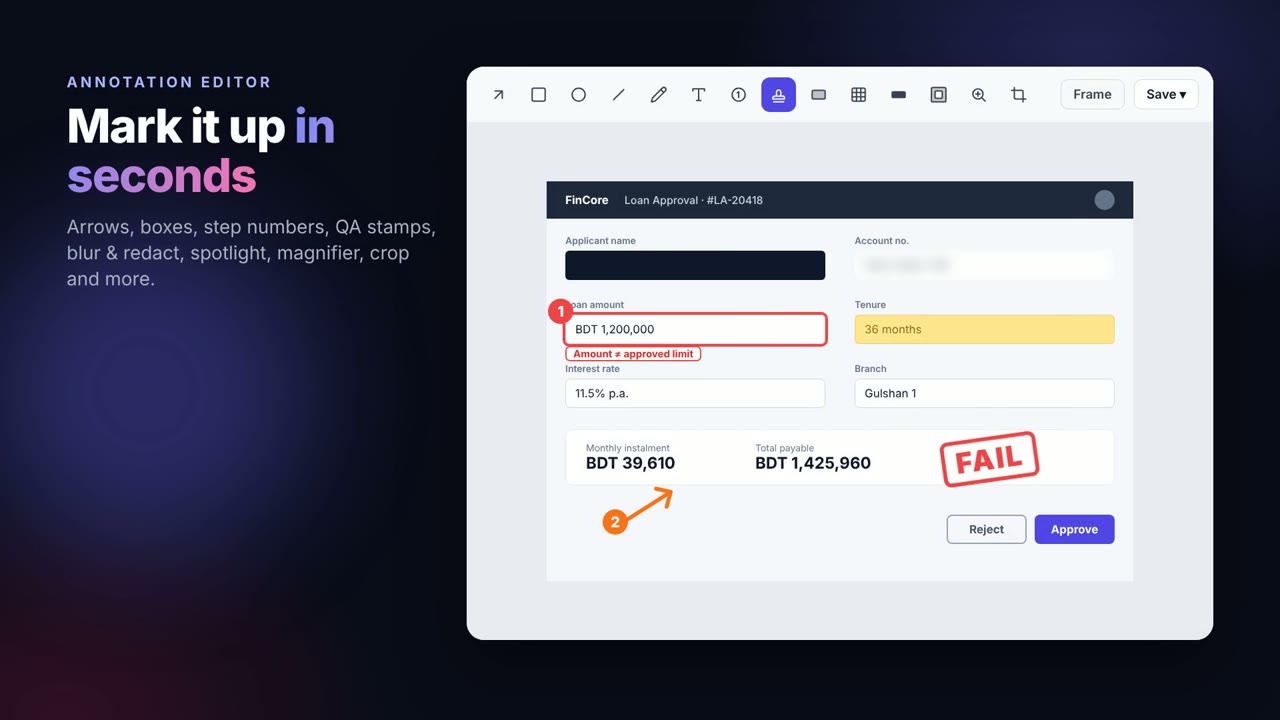 ANNOTATION EDITOR
Mark it up in
seconds
Arrows, boxes, step numbers, QA stamps,
blur & redact, spotlight, magnifier, crop
and more.
1
Frame
Save ▾
FinCore
Loan Approval · #LA-20418
Applicant name
Account no.
1
oan amount
BDT 1,200,000
Tenure
36 months
Amount ≠ approved limit
Interest rate
11.5% p.a.
Branch
Gulshan 1
Monthly instalment
BDT 39,610
Total payable
BDT 1,425,960
FAIL
2
Reject
Approve